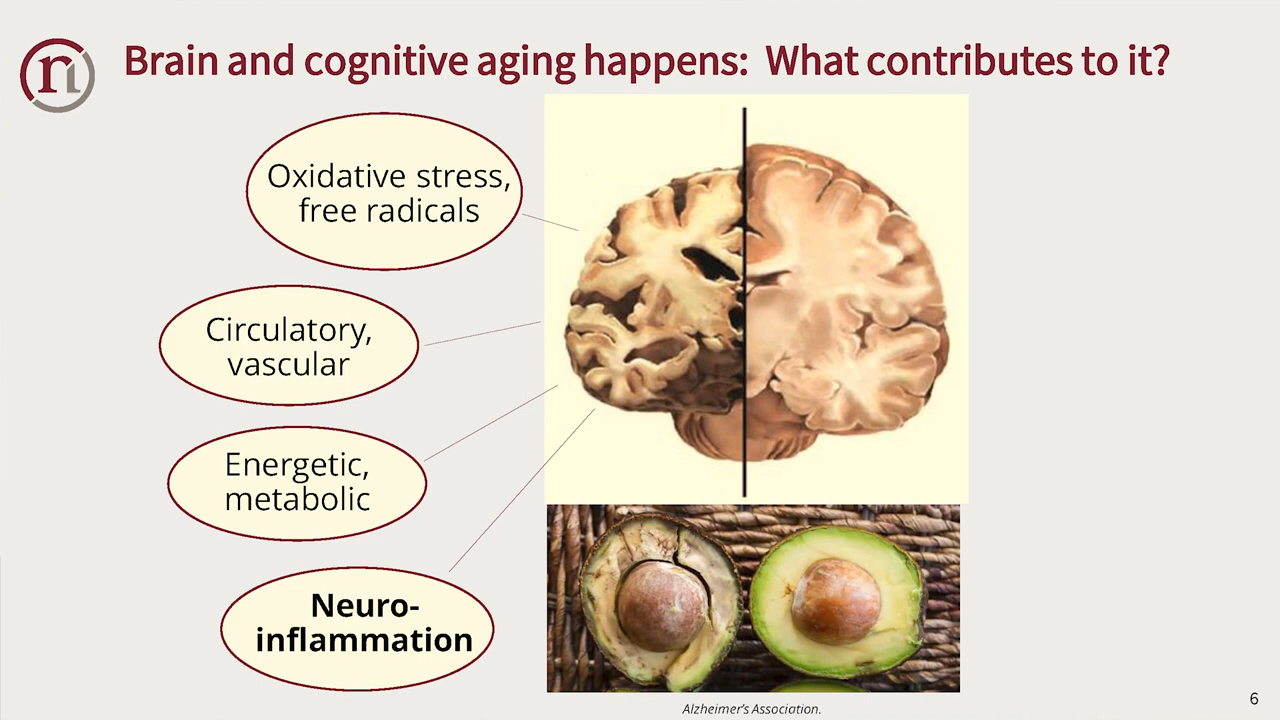 Brain and cognitive aging happens:  What contributes to it?
Oxidative stress,
free radicals
Circulatory,
vascular
Energetic,
metabolic
Neuro-
inflammation
Alzheimer's Association.
6